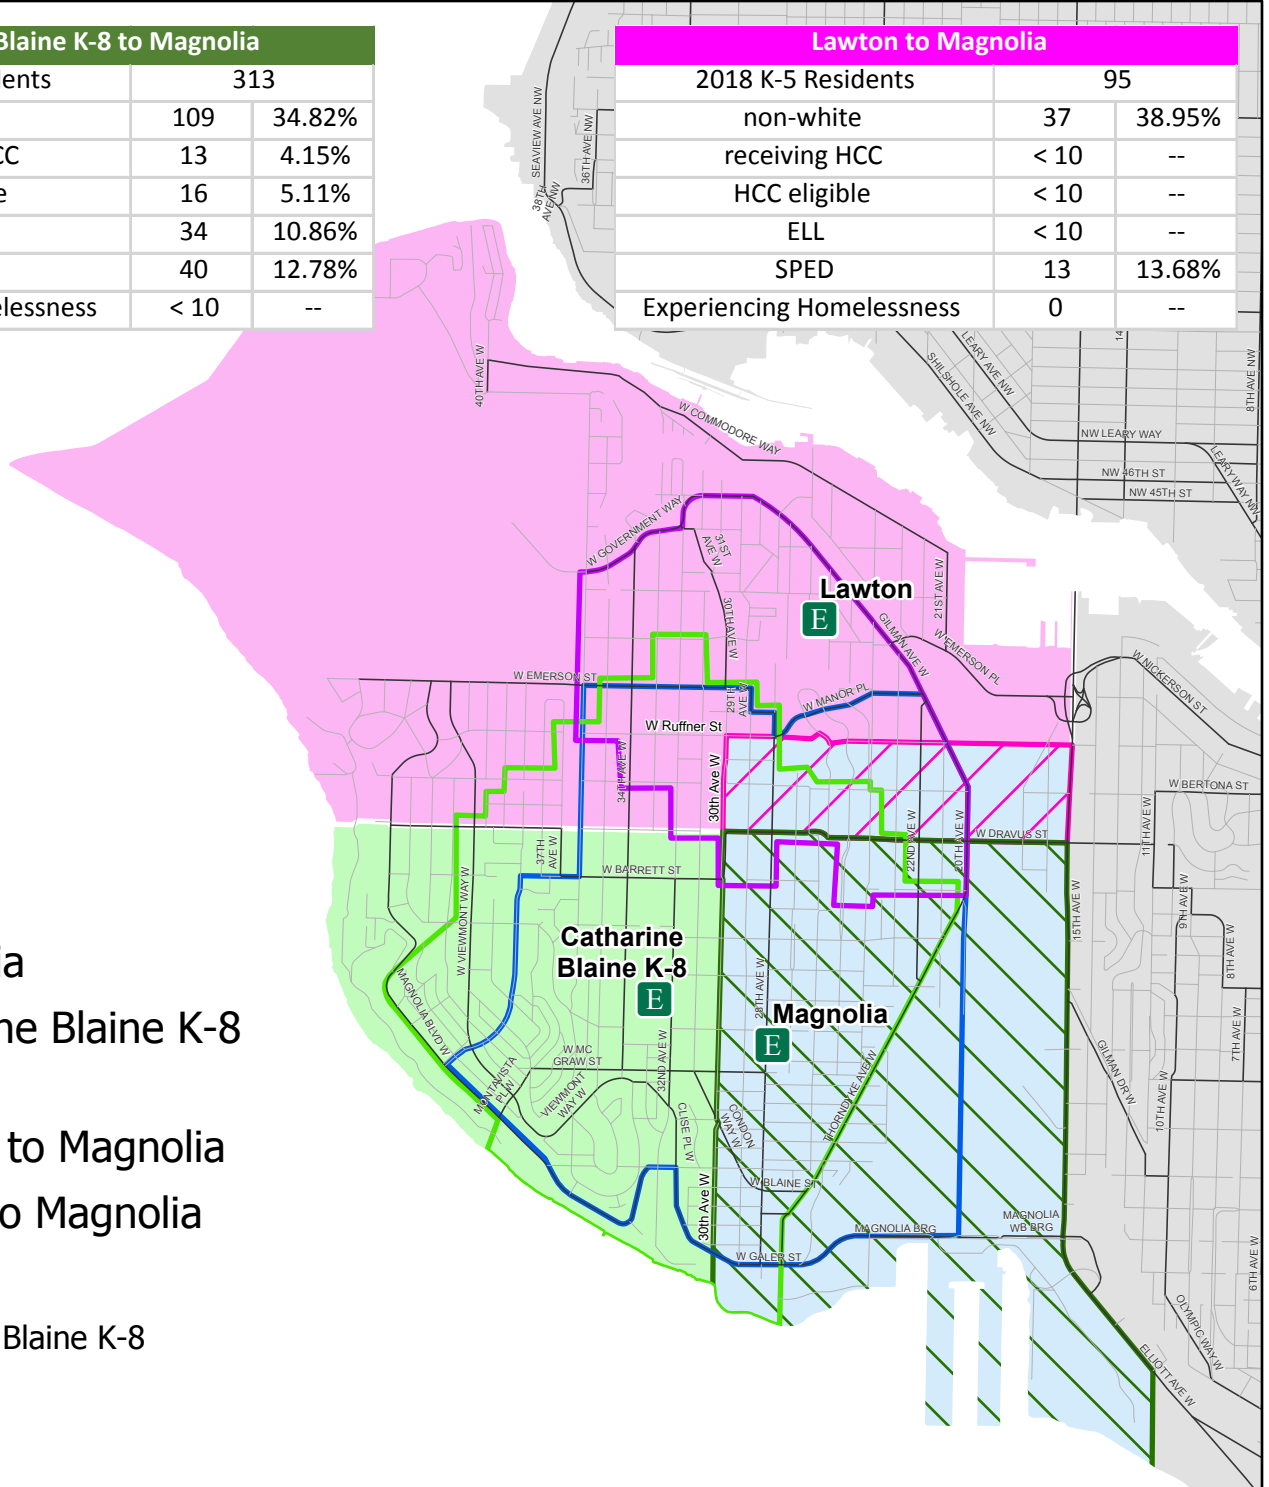 Blaine K-8 to Magnolia
dents 313
109 34.82%
CC 13 4.15%
e 16 5.11%
34 10.86%
40 12.78%
elessness < 10 --
Lawton to Magnolia
2018 K-5 Residents 95
non-white 37 38.95%
receiving HCC < 10 --
HCC eligible < 10 --
ELL < 10 --
SPED 13 13.68%
Experiencing Homelessness 0 --
SEAVIEW AVE NW
36TH AVE NW
38TH
AVE NW
14
8TH AVE NW
LEARY AVE NW
SHILSHOLE AVE NW
NW LEARY WAY
LEARY WAY NW
NW 46TH ST
NW 45TH ST
40TH AVE W
W COMMODORE WAY
W GOVERNMENT WAY
31ST
AVE W
30TH AVE W
Lawton
E
21ST AVE W
GILMAN AVE W
W EMERSON PL
W NICKERSON ST
W EMERSON ST
29TH
AVE W
W MANOR PL
W Ruffner St
34TH AVE W
30th Ave W
W BERTONA ST
W DRAVUS ST
22ND AVE W
20TH AVE W
11TH AVE W
37TH
AVE W
W BARRETT ST
W VIEWMONT WAY W
15TH AVE W
9TH AVE W
8TH AVE W
Catharine
Blaine K-8
E
28TH AVE W
Magnolia
E
MAGNOLIA BLVD W
W MC
GRAW ST
32ND AVE W
MONTAVISTA
PL W
VIEWMONT
WAY W
CLISE PL W
CONDON
WAY W
THORNDYKE AVE W
GILMAN DR W
10TH AVE W
7TH AVE W
W BLAINE ST
30th Ave W
MAGNOLIA BRG
MAGNOLIA
WB BRG
W GALER ST
6TH AVE W
OLYMPIC WAY W
ELLIOTT AVE W
ia
ne Blaine K-8
to Magnolia
o Magnolia
Blaine K-8